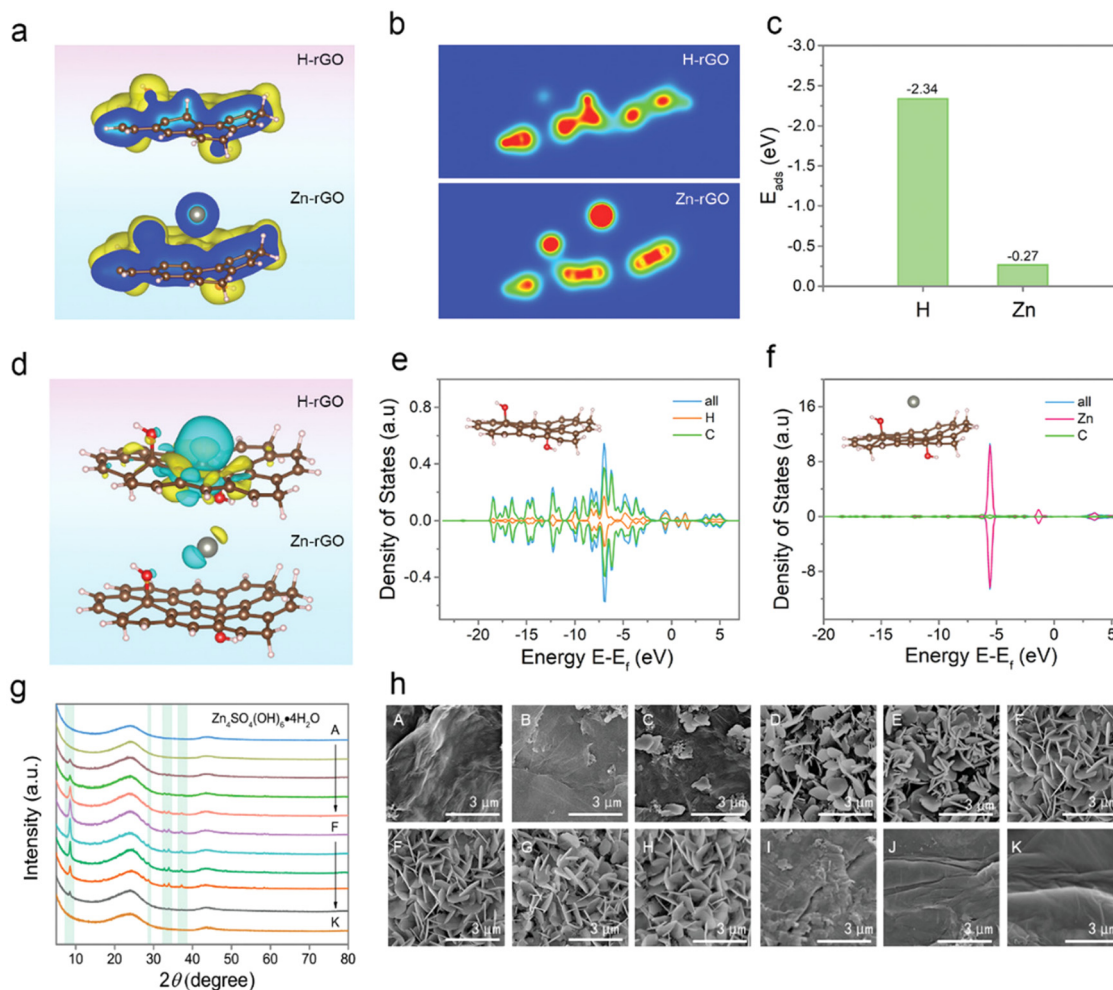 a
H-rGO
Zn-rGO
b
H-rGO
Zn-rGO
c
E_ads (eV)
-3.0
-2.5
-2.0
-1.5
-1.0
-0.5
0.0
-2.34
-0.27
H
Zn
d
H-rGO
Zn-rGO
e
Density of States (a.u)
0.8
0.4
0.0
-0.4
all
H
C
-20
-15
-10
-5
0
5
Energy E-E_f (eV)
f
Density of States (a.u)
16
8
0
-8
all
Zn
C
-20
-15
-10
-5
0
5
Energy E-E_f (eV)
g
Intensity (a.u.)
Zn₄SO₄(OH)₆•4H₂O
A
F
K
10
20
30
40
50
60
70
80
2θ (degree)
h
A
3 μm
B
3 μm
C
3 μm
D
3 μm
E
3 μm
F
3 μm
F
3 μm
G
3 μm
H
3 μm
I
3 μm
J
3 μm
K
3 μm